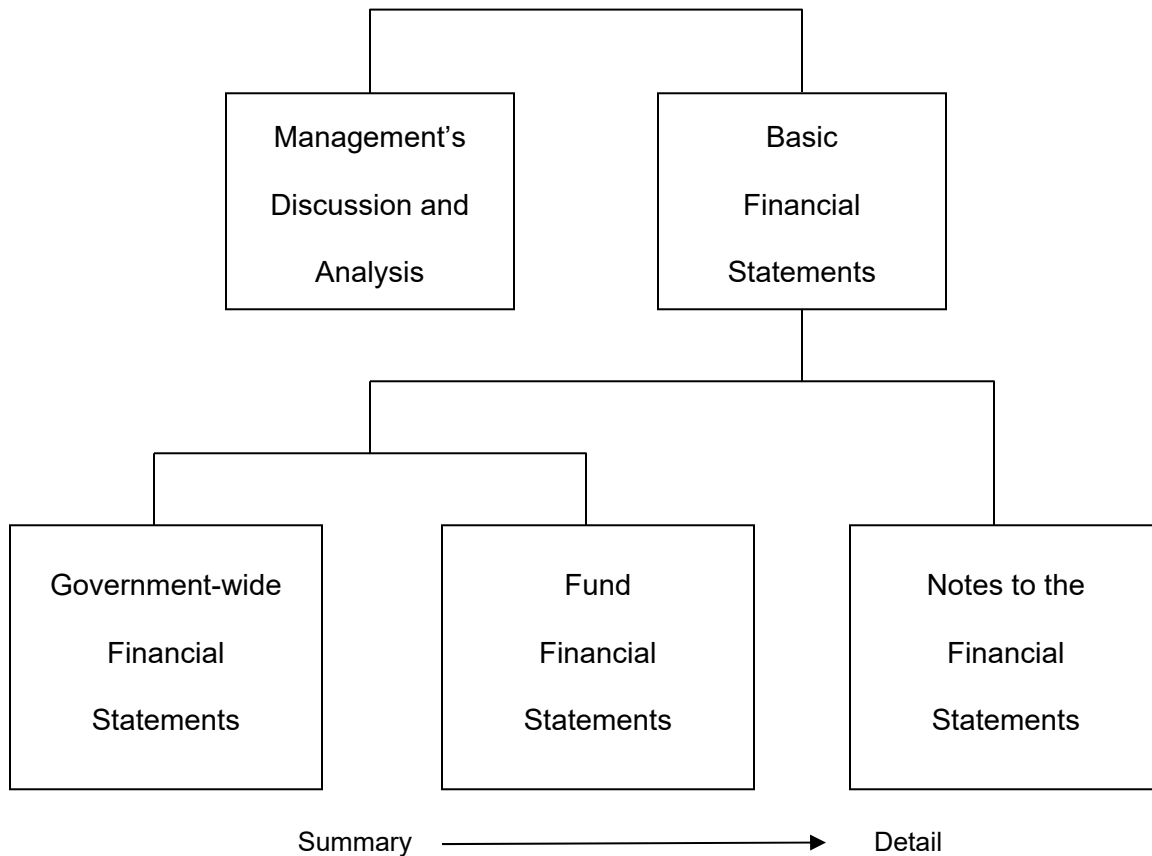 Management’s
Discussion and
Analysis
Basic
Financial
Statements
Government-wide
Financial
Statements
Fund
Financial
Statements
Notes to the
Financial
Statements
Summary
Detail